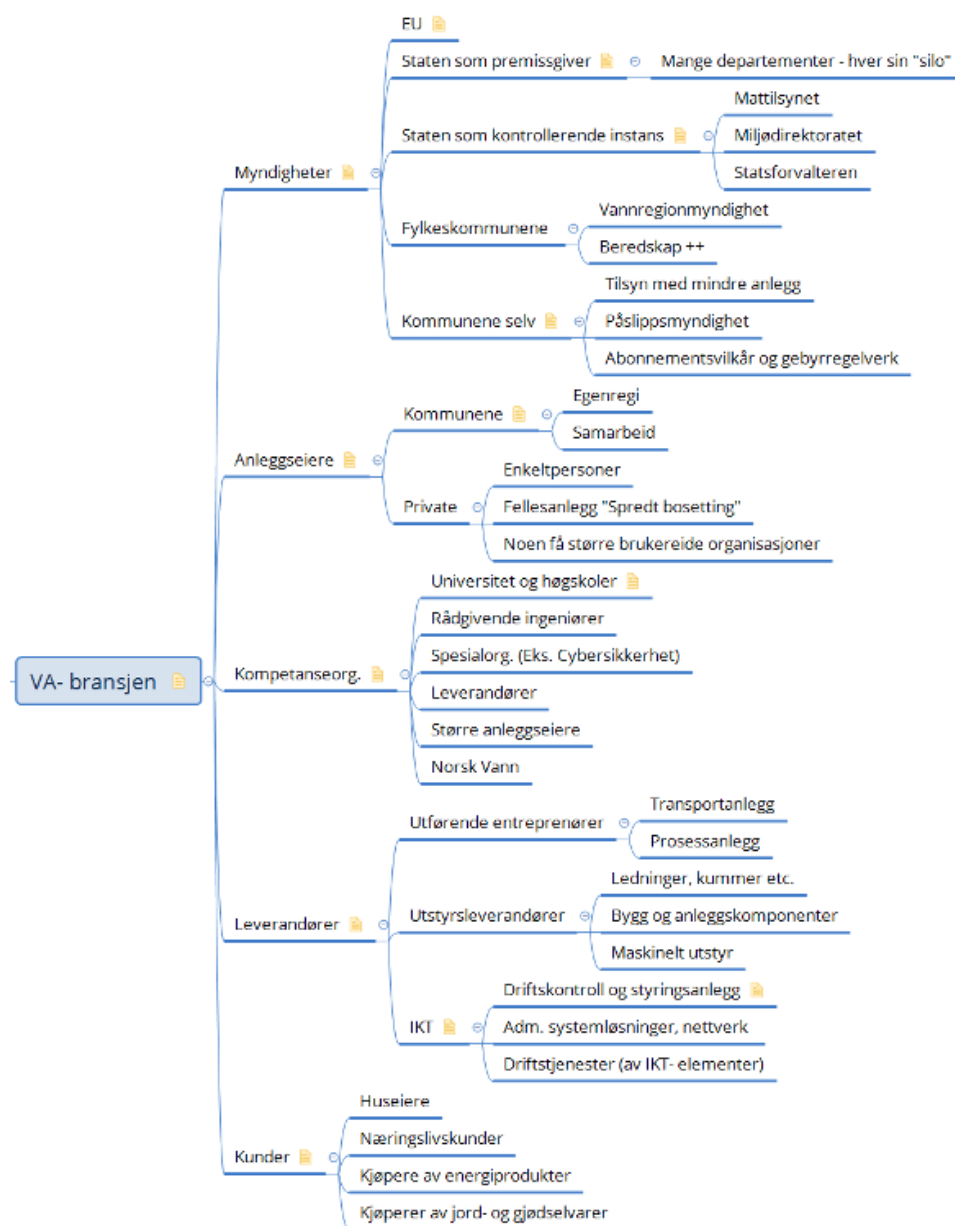 EU
Staten som premissgiver
Mange departementer - hver sin "silo"
Mattilsynet
Staten som kontrollerende instans
Miljødirektoratet
Statsforvalteren
Myndigheter
Vannregionmyndighet
Fylkeskommunene
Beredskap ++
Tilsyn med mindre anlegg
Kommunene selv
Påslippsmyndighet
Abonnementsvilkår og gebyrregelverk
Egenregi
Kommunene
Samarbeid
Anleggseiere
Enkeltpersoner
Private
Fellesanlegg "Spredt bosetting"
Noen få større brukereide organisasjoner
Universitet og høgskoler
Rådgivende ingeniører
Kompetanseorg.
Spesialorg. (Eks. Cybersikkerhet)
VA- bransjen
Leverandører
Større anleggseiere
Norsk Vann
Transportanlegg
Utførende entreprenører
Prosessanlegg
Ledninger, kummer etc.
Leverandører
Utstyrsleverandører
Bygg og anleggskomponenter
Maskinelt utstyr
Driftskontroll og styringsanlegg
IKT
Adm. systemløsninger, nettverk
Driftstjenester (av IKT- elementer)
Huseiere
Næringslivskunder
Kunder
Kjøpere av energiprodukter
Kjøperer av jord- og gjødselvarer